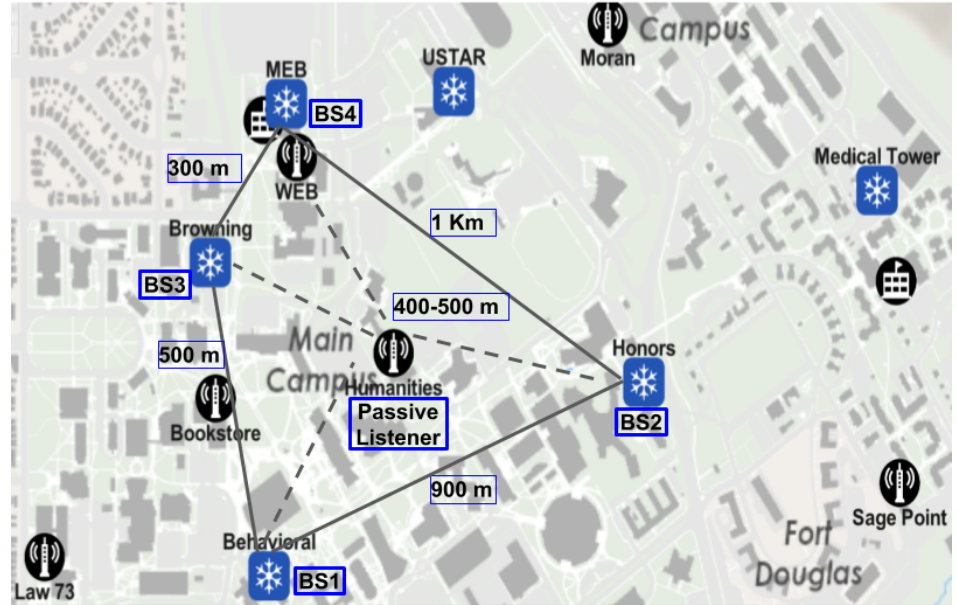 Campus
Moran
MEB
USTAR
BS4
WEB
300 m
Medical Tower
1 Km
Browning
BS3
400-500 m
500 m
Main
Campus
Humanities
Honors
Passive
Listener
BS2
Bookstore
900 m
Sage Point
Behavioral
BS1
Fort
Douglas
Law 73